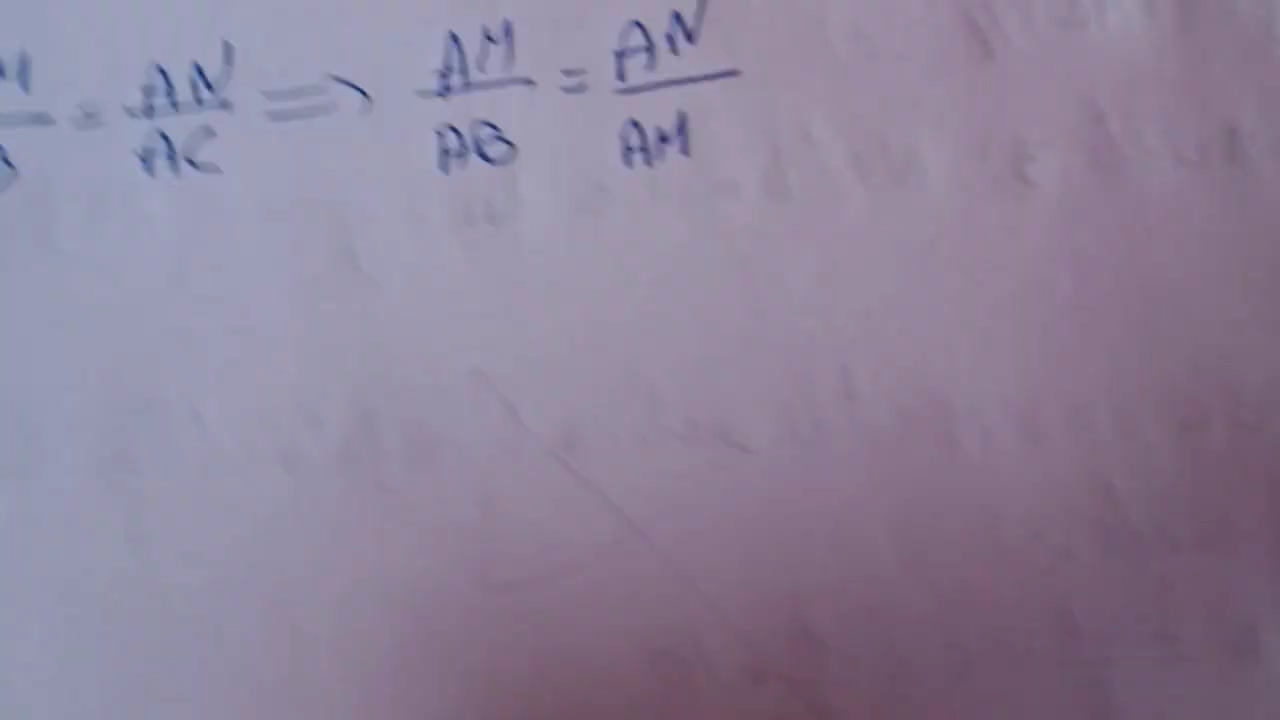 M/B = AN/AC => AM/AB = AN/AM